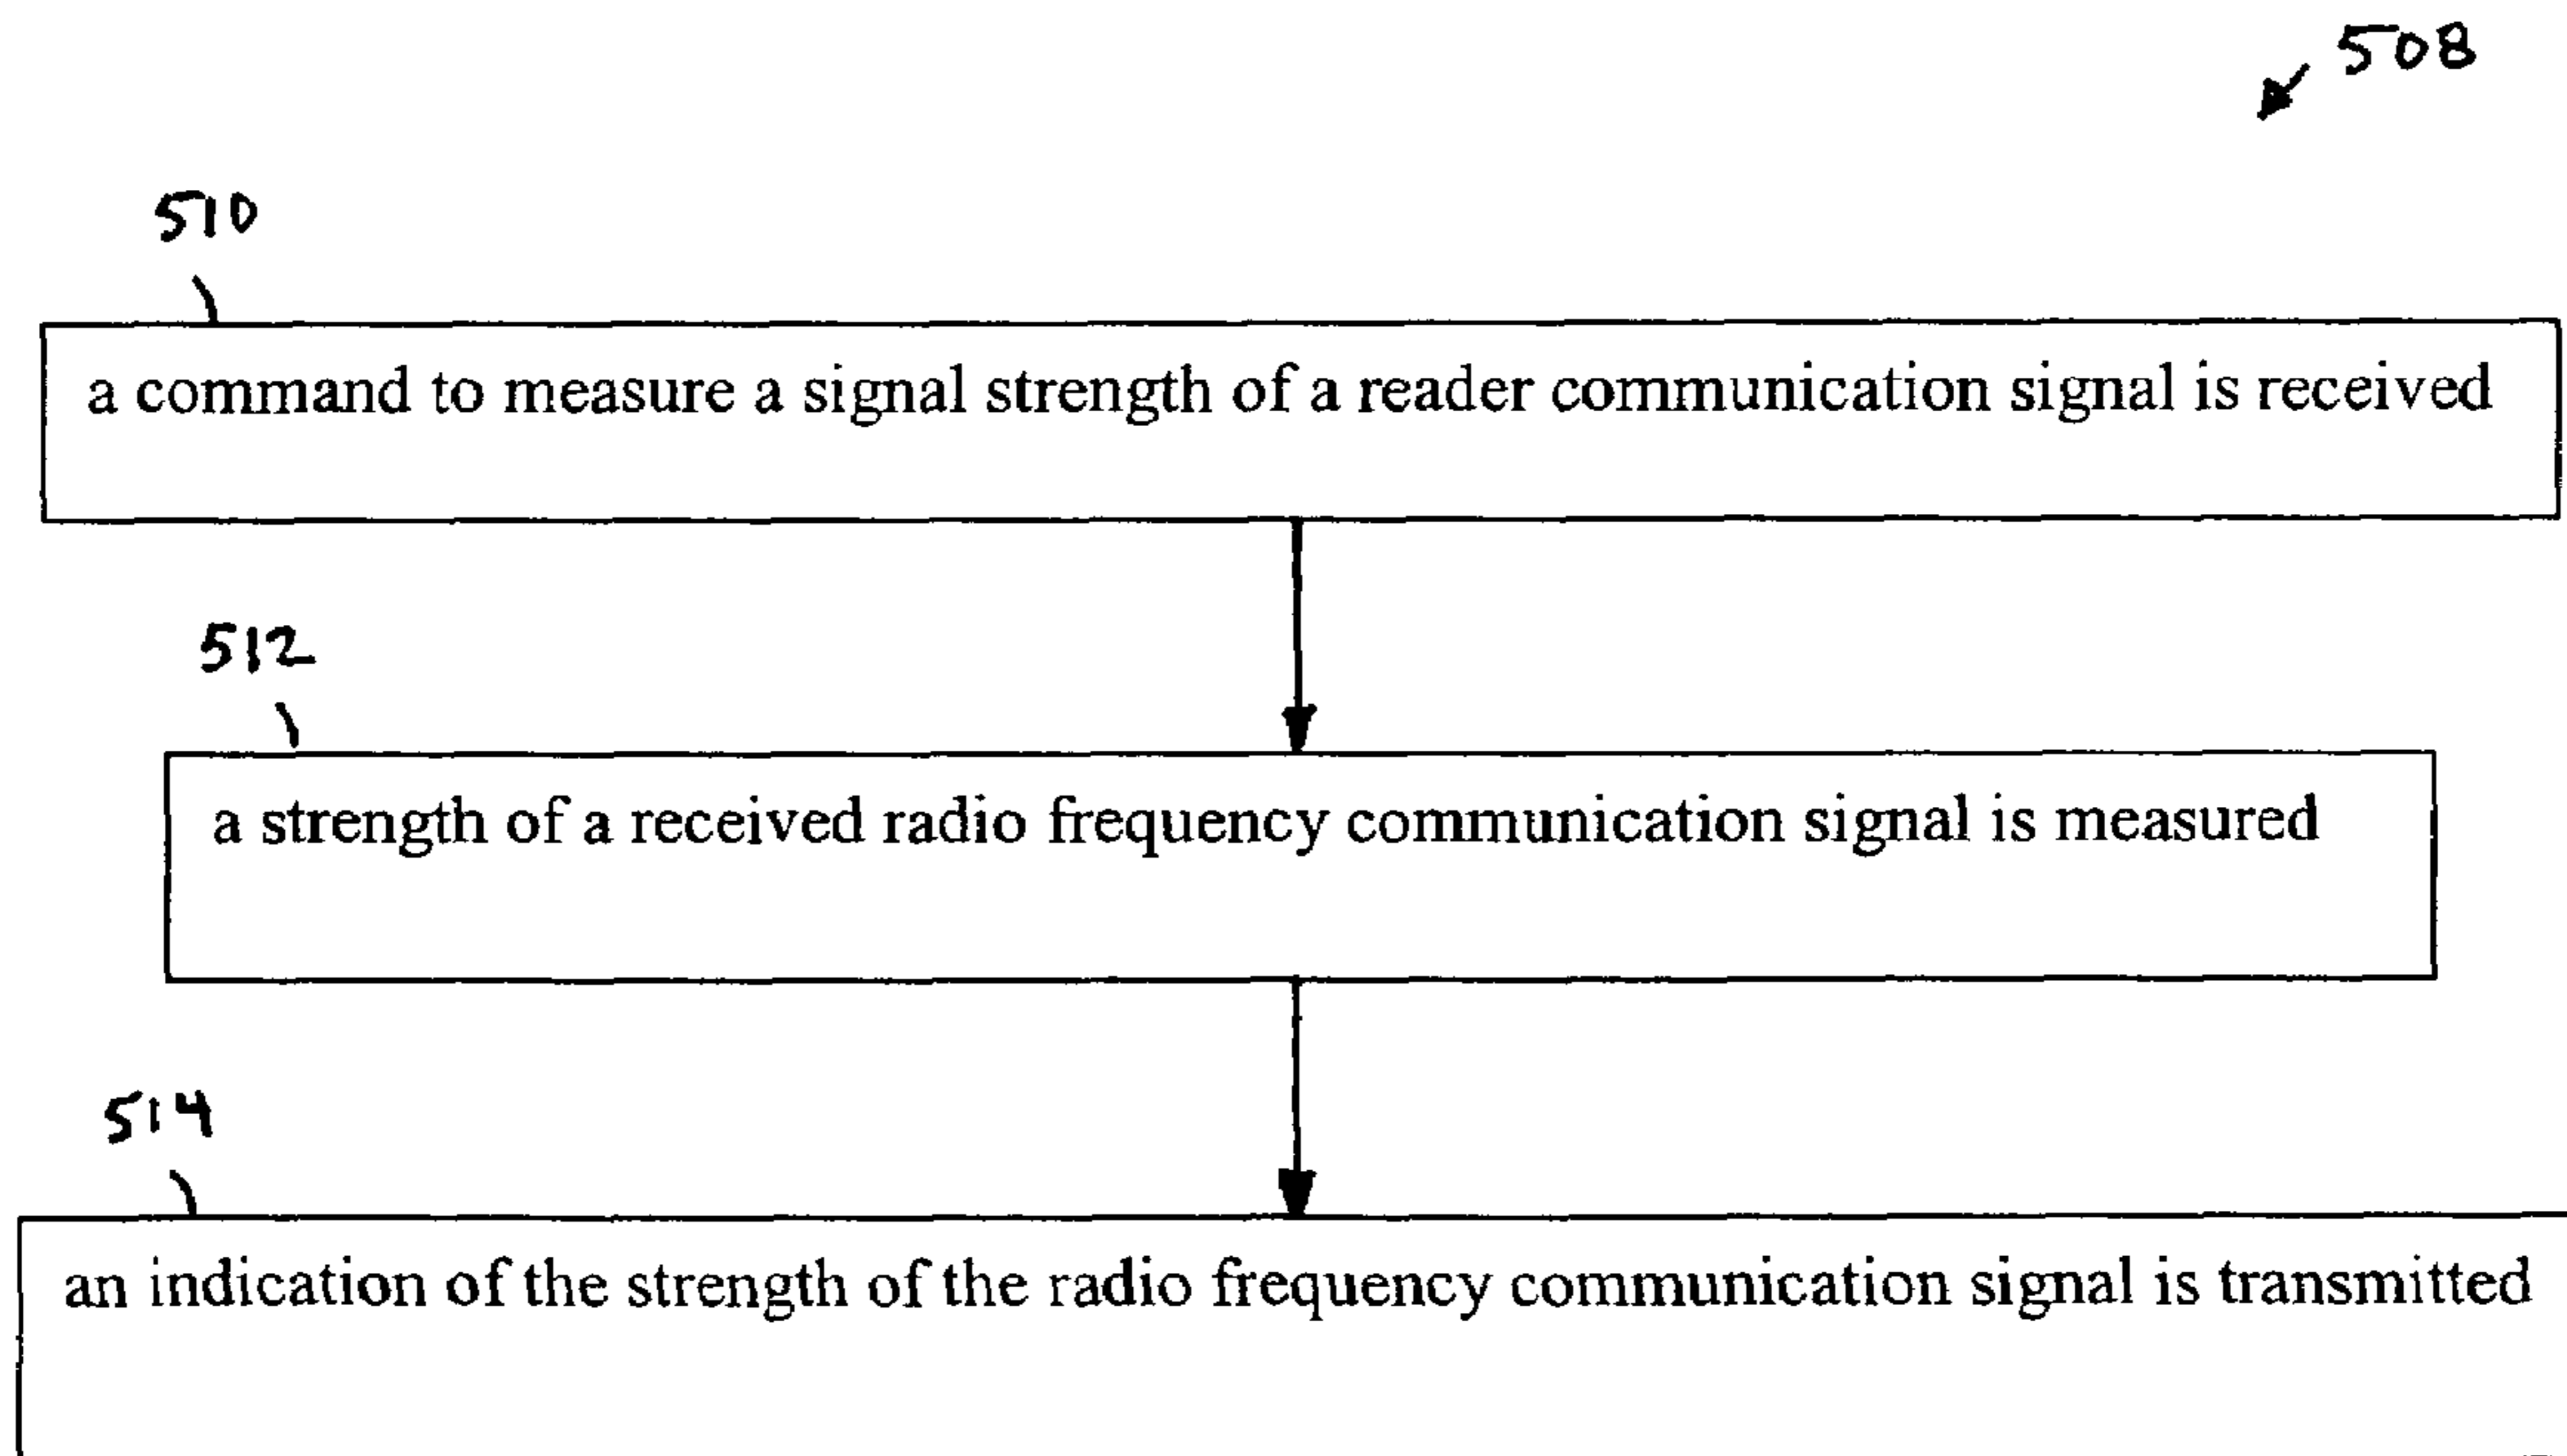 508
510
a command to measure a signal strength of a reader communication signal is received
512
a strength of a received radio frequency communication signal is measured
514
an indication of the strength of the radio frequency communication signal is transmitted